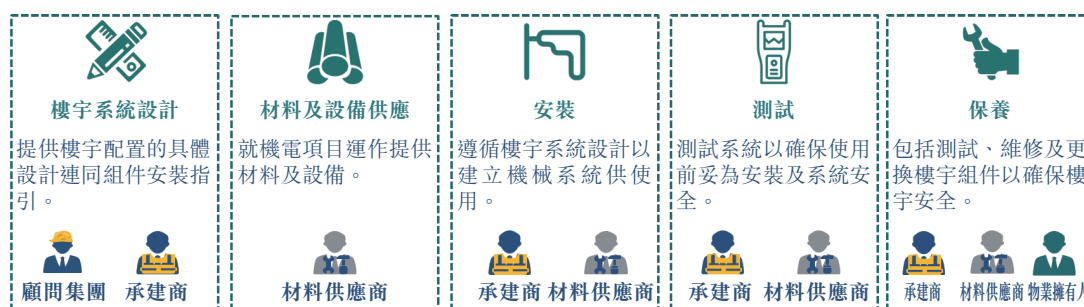 樓宇系統設計
提供樓宇配置的具體
設計連同組件安裝指
引。
顧問集團 承建商
材料及設備供應
就機電項目運作提供
材料及設備。
材料供應商
安裝
遵循樓宇系統設計以
建立機械系統供使
用。
承建商 材料供應商
測試
測試系統以確保使用
前妥為安裝及系統安
全。
承建商 材料供應商
保養
包括測試、維修及更
換樓宇組件以確保樓
宇安全。
承建商 材料供應商 物業擁有人